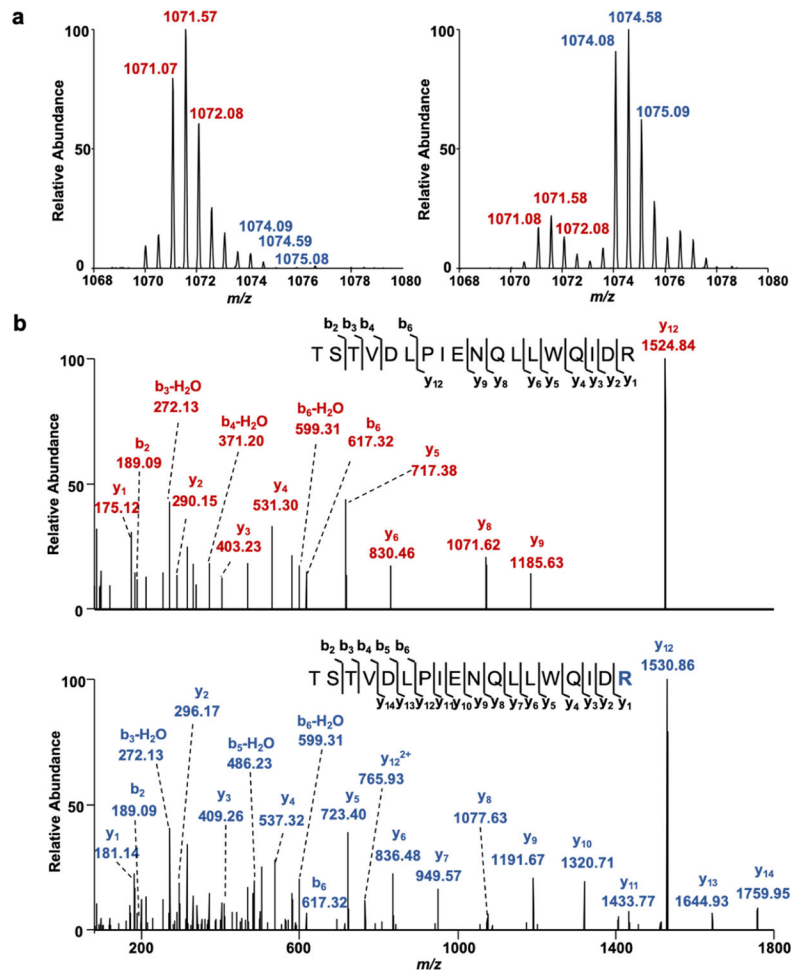 a
100
50
0
Relative Abundance
1071.57
1071.07
1072.08
1074.09
1074.59
1075.08
1068 1070 1072 1074 1076 1078 1080
m/z
100
50
0
Relative Abundance
1074.58
1074.08
1075.09
1071.58
1071.08
1072.08
1068 1070 1072 1074 1076 1078 1080
m/z
b
b2 b3 b4 b6
T S T V D L P I E N Q L L W Q I D R
y12 y9 y8 y6 y5 y4 y3 y2 y1
100
50
0
Relative Abundance
y12
1524.84
b3-H2O
272.13
b4-H2O
371.20
b6-H2O
599.31
b6
617.32
b2
189.09
y5
717.38
y1
175.12
y2
290.15
y4
531.30
y3
403.23
y6
830.46
y8
1071.62
y9
1185.63
b2 b3 b4 b5 b6
T S T V D L P I E N Q L L W Q I D R
y14 y13 y12 y11 y10 y9 y8 y7 y6 y5 y4 y3 y2 y1
100
50
0
Relative Abundance
y12
1530.86
y2
296.17
b3-H2O
272.13
b6-H2O
599.31
b5-H2O
486.23
y12 2+
765.93
b2
189.09
y3
409.26
y4
537.32
y5
723.40
y8
1077.63
y1
181.14
y6
836.48
y9
1191.67
y10
1320.71
y7
949.57
b6
617.32
y11
1433.77
y13
1644.93
y14
1759.95
200 600 1000 1400 1800
m/z